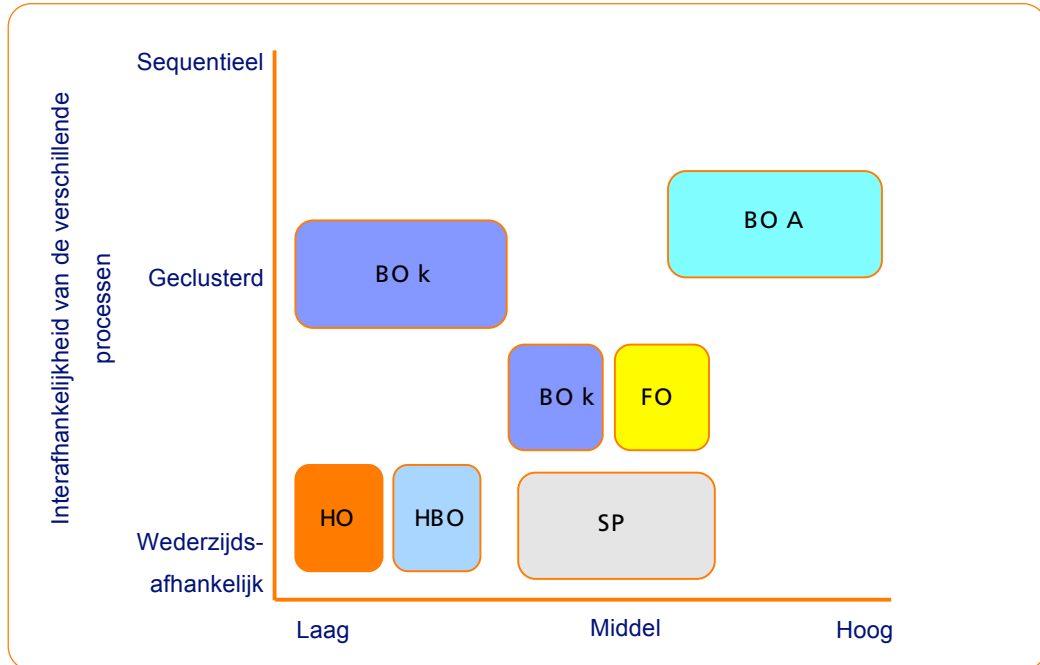 Interafhankelijkheid van de verschillende
processen
Sequentieel
Geclusterd
Wederzijds-
afhankelijk
BO A
BO k
BO k
FO
HO
HBO
SP
Laag
Middel
Hoog